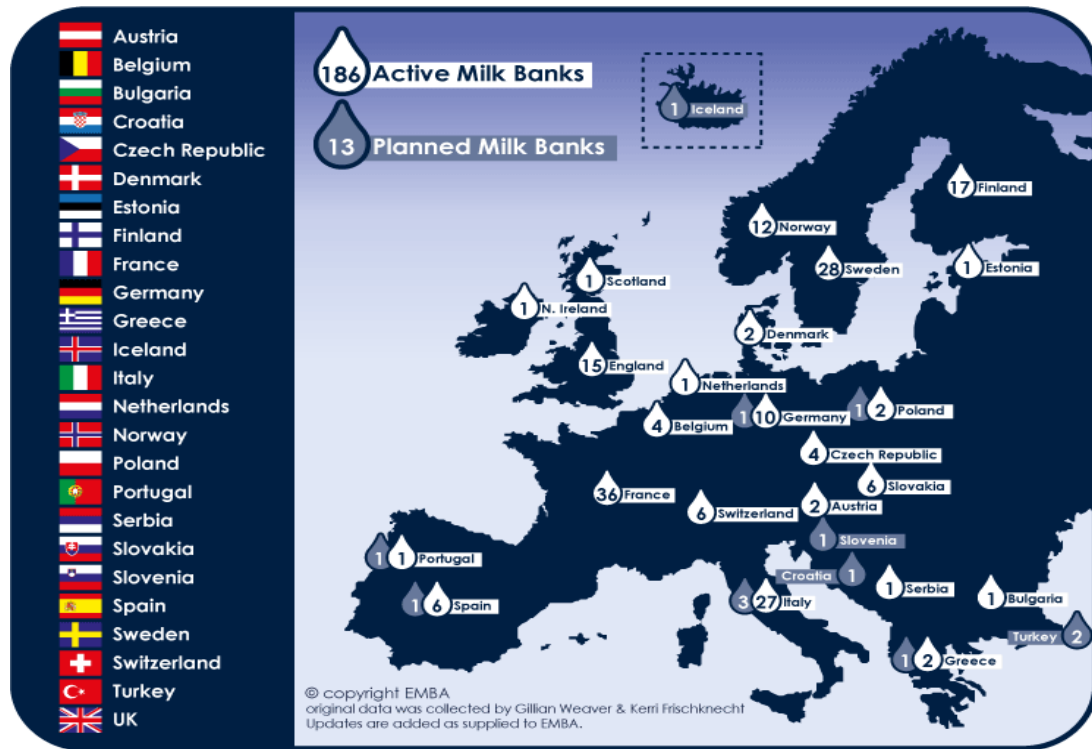 Austria
Belgium
Bulgaria
Croatia
Czech Republic
Denmark
Estonia
Finland
France
Germany
Greece
Iceland
Italy
Netherlands
Norway
Poland
Portugal
Serbia
Slovakia
Slovenia
Spain
Sweden
Switzerland
Turkey
UK
186 Active Milk Banks
13 Planned Milk Banks
1 Iceland
17 Finland
12 Norway
28 Sweden
1 Estonia
1 Scotland
1 N. Ireland
2 Denmark
15 England
1 Netherlands
4 Belgium
1 10 Germany
1 2 Poland
4 Czech Republic
6 Slovakia
36 France
6 Switzerland
2 Austria
1 Slovenia
1 1 Portugal
Croatia 1
1 Serbia
1 6 Spain
3 27 Italy
1 Bulgaria
Turkey 2
1 2 Greece
© copyright EMBA
original data was collected by Gillian Weaver & Kerri Frischknecht
Updates are added as supplied to EMBA.